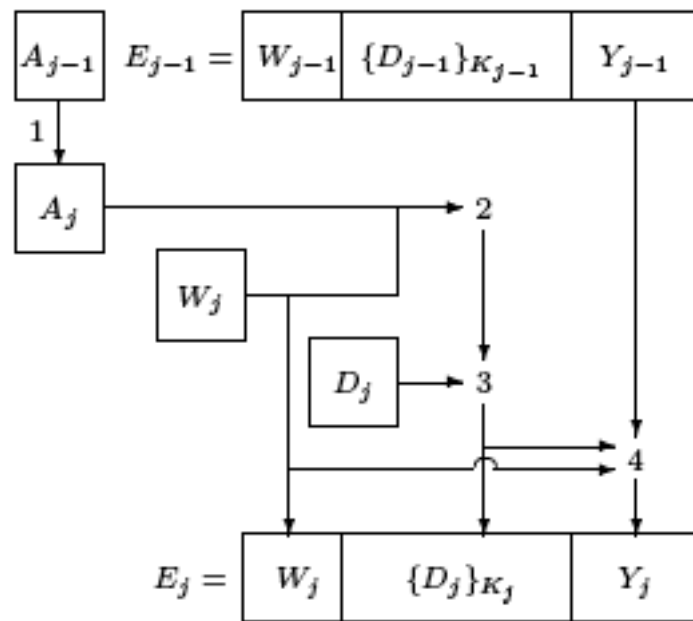 A_{j-1} E_{j-1} = W_{j-1} {D_{j-1}}_{K_{j-1}} Y_{j-1}
1
A_j 2
W_j
D_j 3
4
E_j = W_j {D_j}_{K_j} Y_j